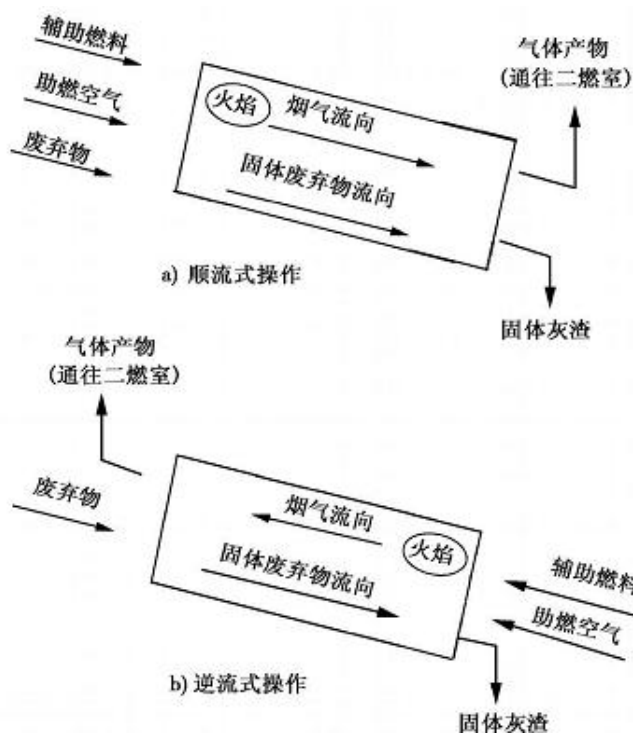 辅助燃料
助燃空气
废弃物
火焰
烟气流向
固体废弃物流向
气体产物
(通往二燃室)
固体灰渣
a) 顺流式操作
气体产物
(通往二燃室)
废弃物
烟气流向
火焰
固体废弃物流向
辅助燃料
助燃空气
固体灰渣
b) 逆流式操作